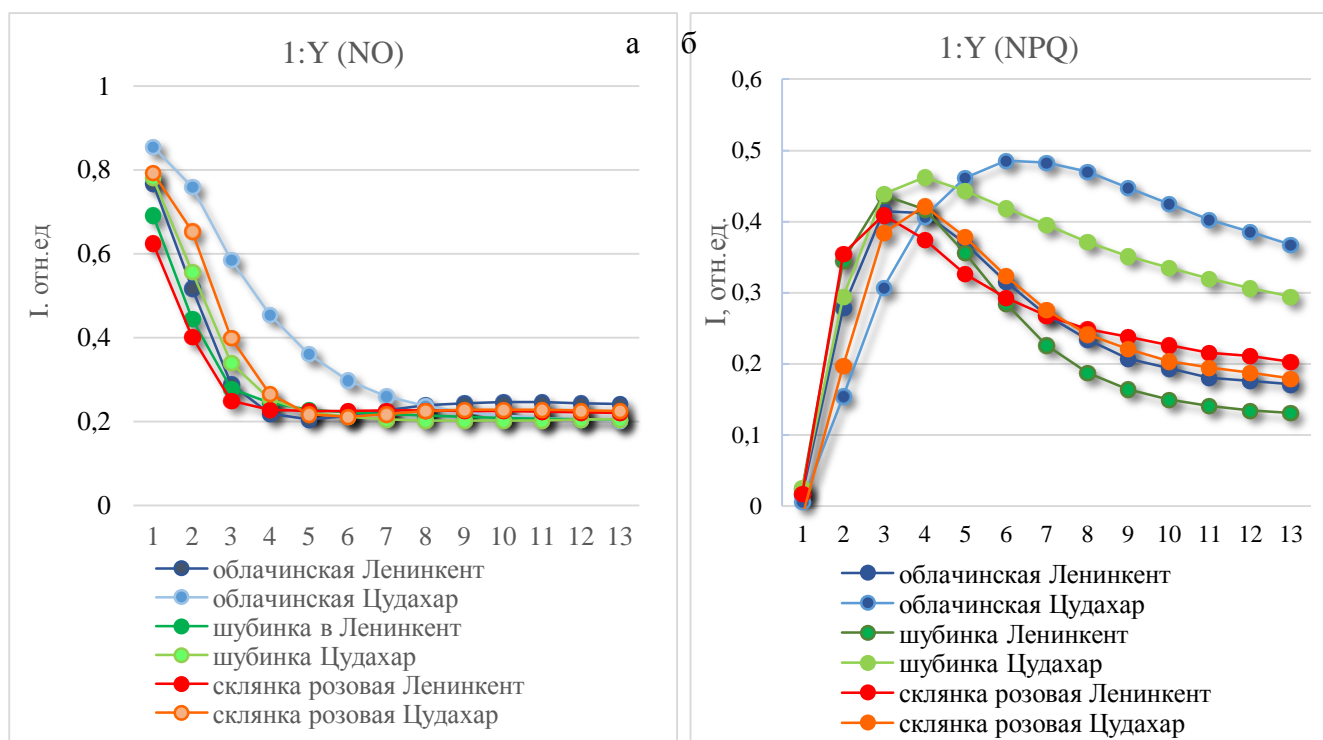 1:Y (NO)
а
I. отн.ед
1
0,8
0,6
0,4
0,2
0
1 2 3 4 5 6 7 8 9 10 11 12 13
облачинская Ленинкент
облачинская Цудахар
шубинка в Ленинкент
шубинка Цудахар
склянка розовая Ленинкент
склянка розовая Цудахар
б
1:Y (NPQ)
I, отн.ед.
0,6
0,5
0,4
0,3
0,2
0,1
0
1 2 3 4 5 6 7 8 9 10 11 12 13
облачинская Ленинкент
облачинская Цудахар
шубинка Ленинкент
шубинка Цудахар
склянка розовая Ленинкент
склянка розовая Цудахар